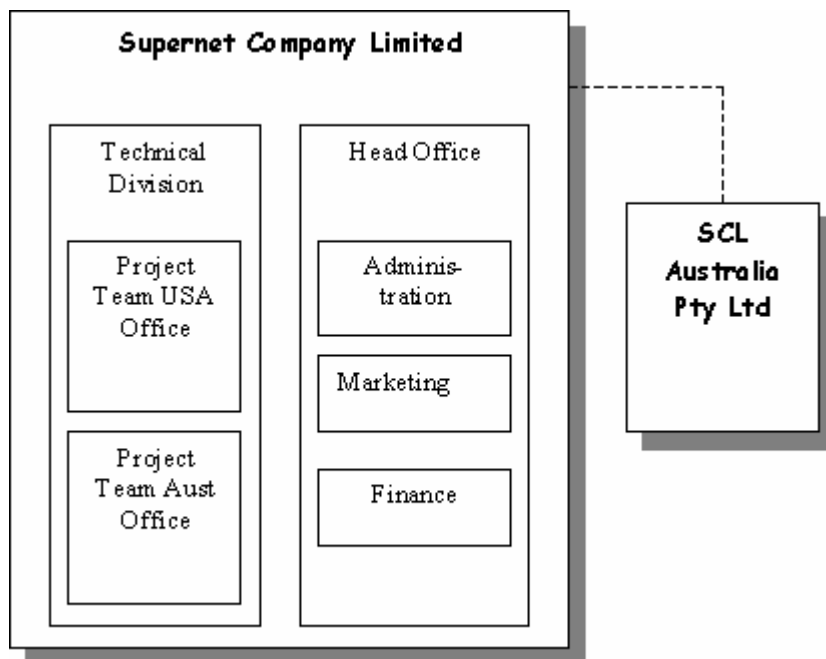 Supernet Company Limited
Technical
Division
Project
Team USA
Office
Project
Team Aust
Office
Head Office
Adminis-
tration
Marketing
Finance
SCL
Australia
Pty Ltd